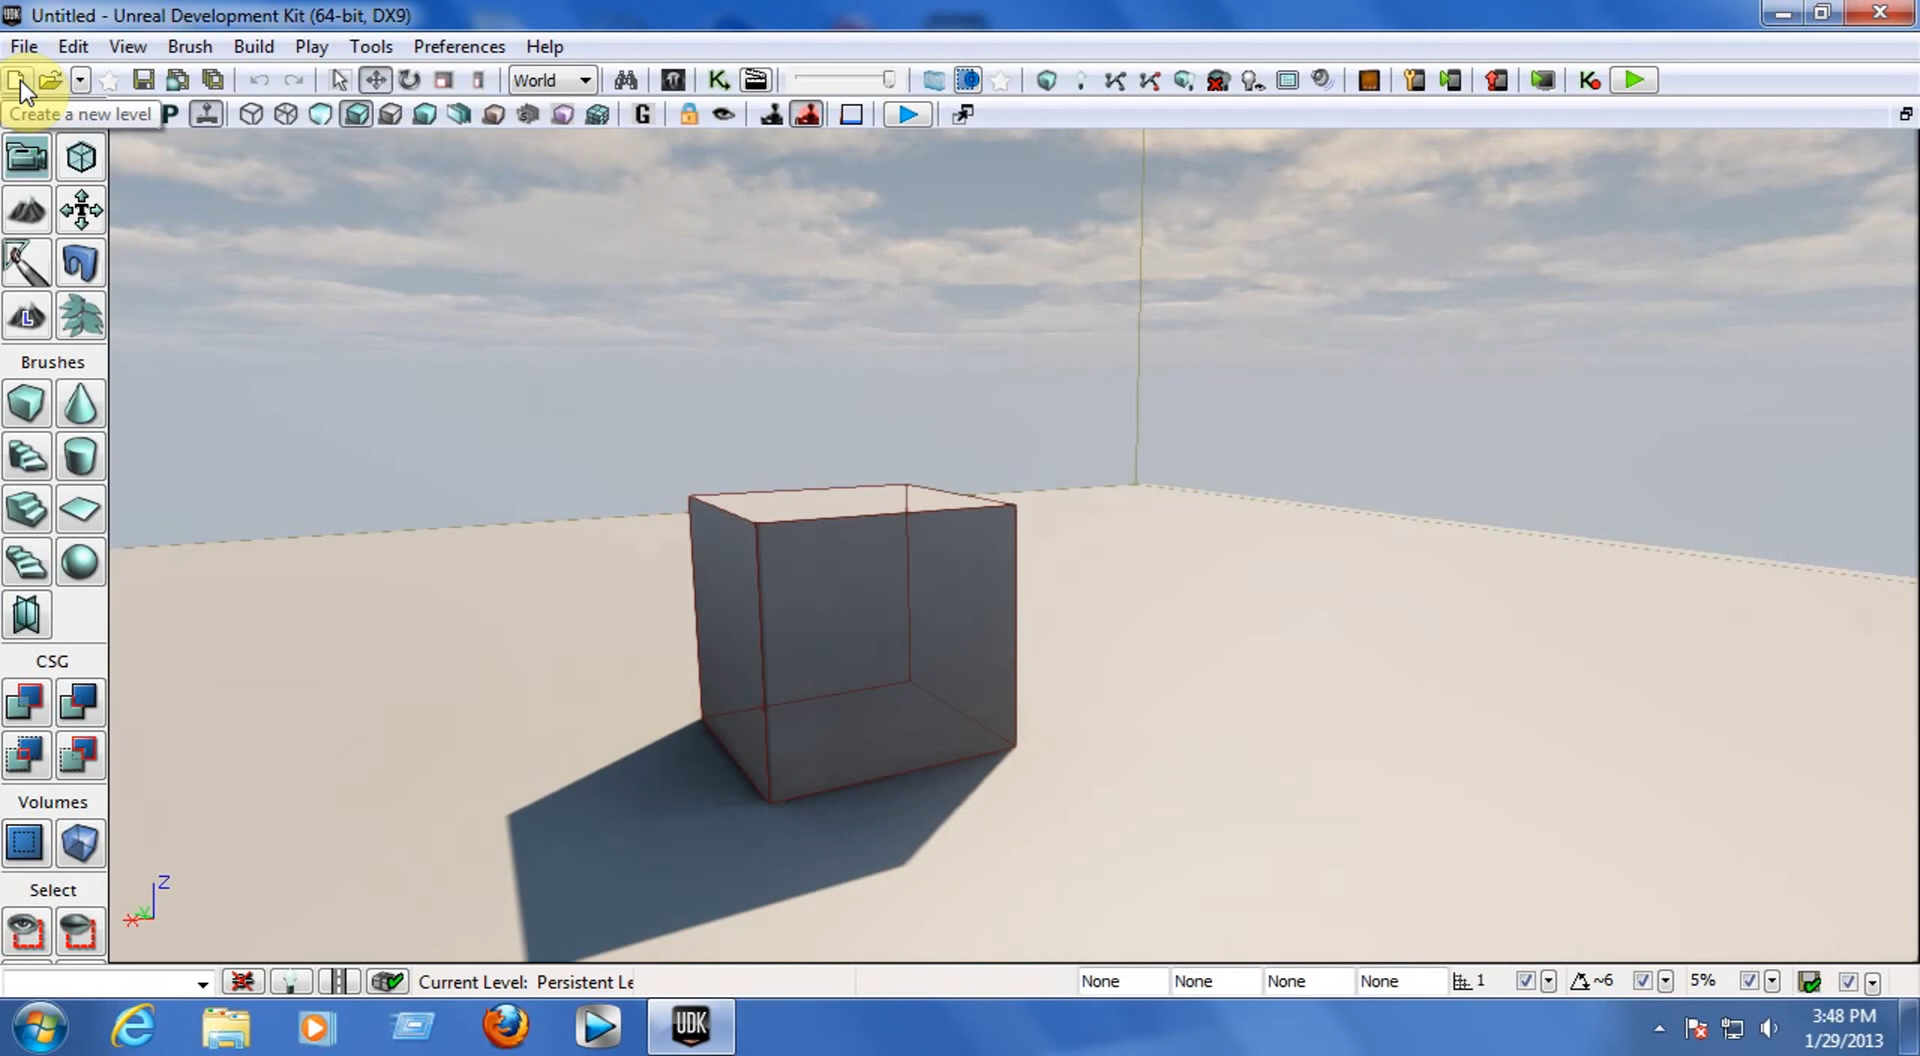 Untitled - Unreal Development Kit (64-bit, DX9)
File Edit View Brush Build Play Tools Preferences Help
World
Create a new level
P
G
L
Brushes
CSG
Volumes
Select
Z
Current Level: Persistent Le
None None None None 1 ~6 5%
UDK
3:48 PM
1/29/2013